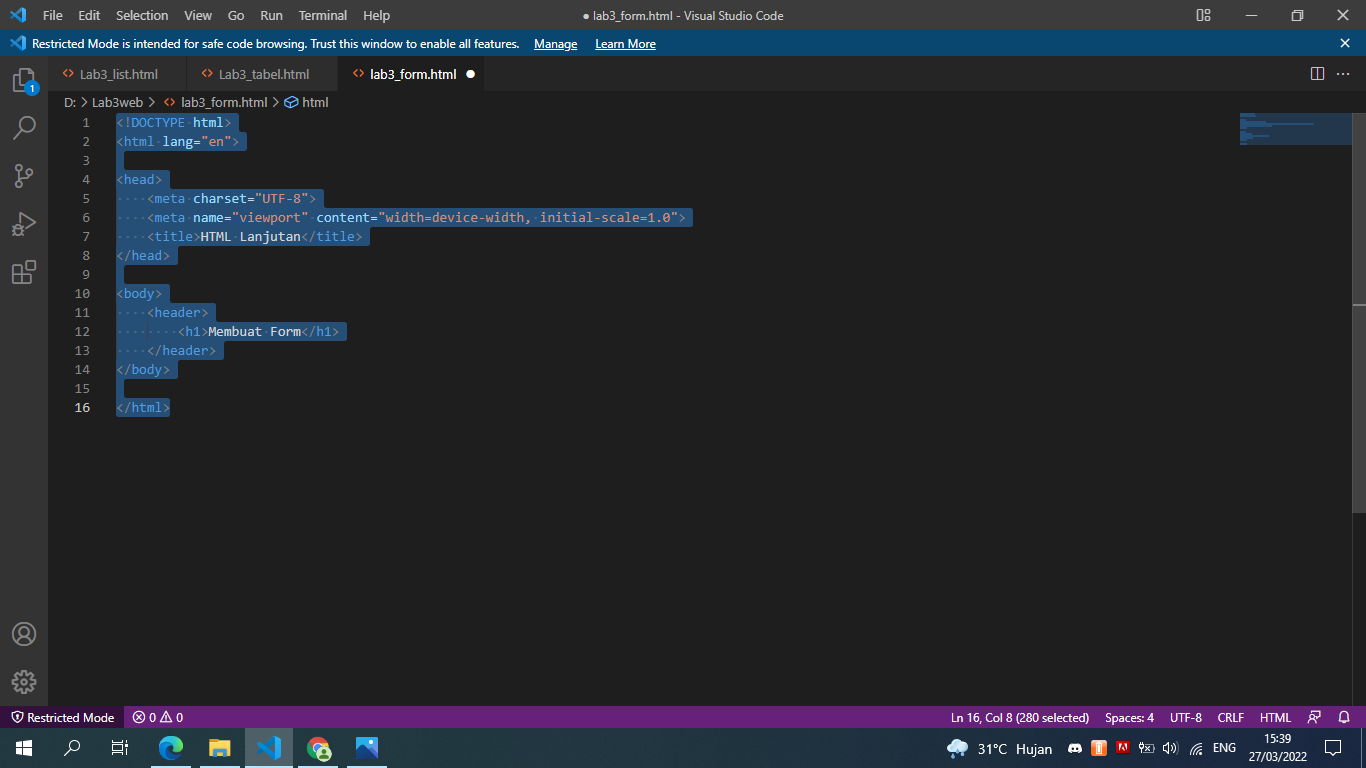 File Edit Selection View Go Run Terminal Help ● lab3_form.html - Visual Studio Code
Restricted Mode is intended for safe code browsing. Trust this window to enable all features. Manage Learn More
Lab3_list.html Lab3_tabel.html lab3_form.html
D: > Lab3web > lab3_form.html > html
1 <!DOCTYPE html>
2 <html lang="en">
3
4 <head>
5 <meta charset="UTF-8">
6 <meta name="viewport" content="width=device-width, initial-scale=1.0">
7 <title>HTML Lanjutan</title>
8 </head>
9
10 <body>
11 <header>
12 <h1>Membuat Form</h1>
13 </header>
14 </body>
15
16 </html>
1
Restricted Mode 0 0 Ln 16, Col 8 (280 selected) Spaces: 4 UTF-8 CRLF HTML
31°C Hujan ENG 15:39
27/03/2022